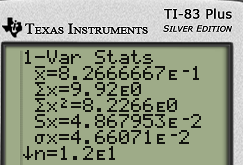 TI-83 Plus
TEXAS INSTRUMENTS SILVER EDITION
1-Var Stats
x̄=8.2666667ᴇ-1
Σx=9.92ᴇ0
Σx²=8.2266ᴇ0
Sx=4.867953ᴇ-2
σx=4.66071ᴇ-2
↓n=1.2ᴇ1